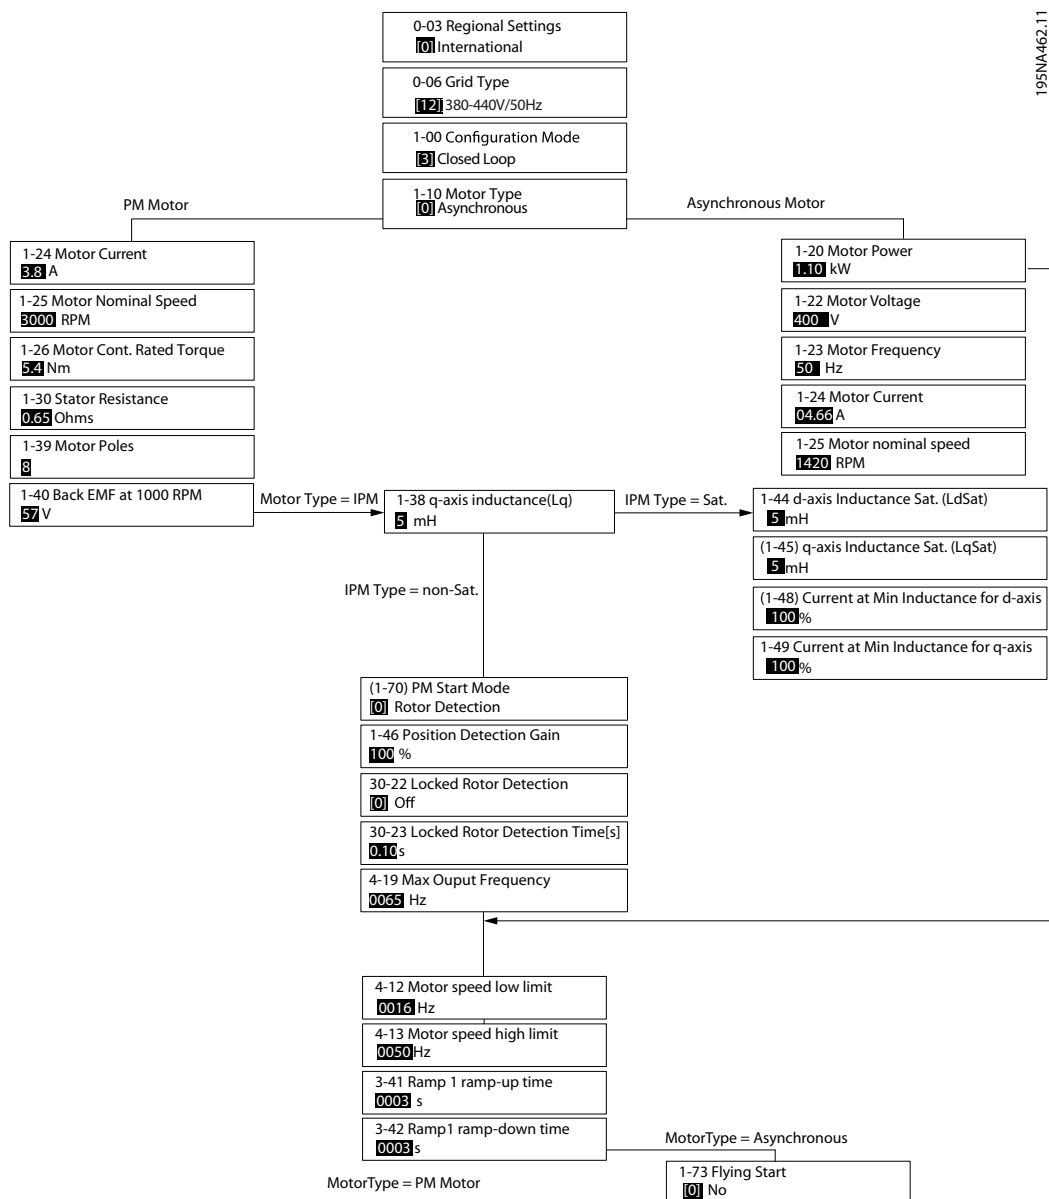 195NA462.11
0-03 Regional Settings
[0] International
0-06 Grid Type
[12] 380-440V/50Hz
1-00 Configuration Mode
[3] Closed Loop
1-10 Motor Type
[0] Asynchronous
PM Motor
Asynchronous Motor
1-24 Motor Current
3.8 A
1-25 Motor Nominal Speed
3000 RPM
1-26 Motor Cont. Rated Torque
5.4 Nm
1-30 Stator Resistance
0.65 Ohms
1-39 Motor Poles
8
1-40 Back EMF at 1000 RPM
57 V
1-20 Motor Power
1.10 kW
1-22 Motor Voltage
400 V
1-23 Motor Frequency
50 Hz
1-24 Motor Current
04.66 A
1-25 Motor nominal speed
1420 RPM
Motor Type = IPM
1-38 q-axis inductance(Lq)
5 mH
IPM Type = Sat.
1-44 d-axis Inductance Sat. (LdSat)
5 mH
(1-45) q-axis Inductance Sat. (LqSat)
5 mH
(1-48) Current at Min Inductance for d-axis
100 %
1-49 Current at Min Inductance for q-axis
100 %
IPM Type = non-Sat.
(1-70) PM Start Mode
[0] Rotor Detection
1-46 Position Detection Gain
100 %
30-22 Locked Rotor Detection
[0] Off
30-23 Locked Rotor Detection Time[s]
0.10 s
4-19 Max Ouput Frequency
0065 Hz
4-12 Motor speed low limit
0016 Hz
4-13 Motor speed high limit
0050 Hz
3-41 Ramp 1 ramp-up time
0003 s
3-42 Ramp1 ramp-down time
0003 s
MotorType = Asynchronous
1-73 Flying Start
[0] No
MotorType = PM Motor